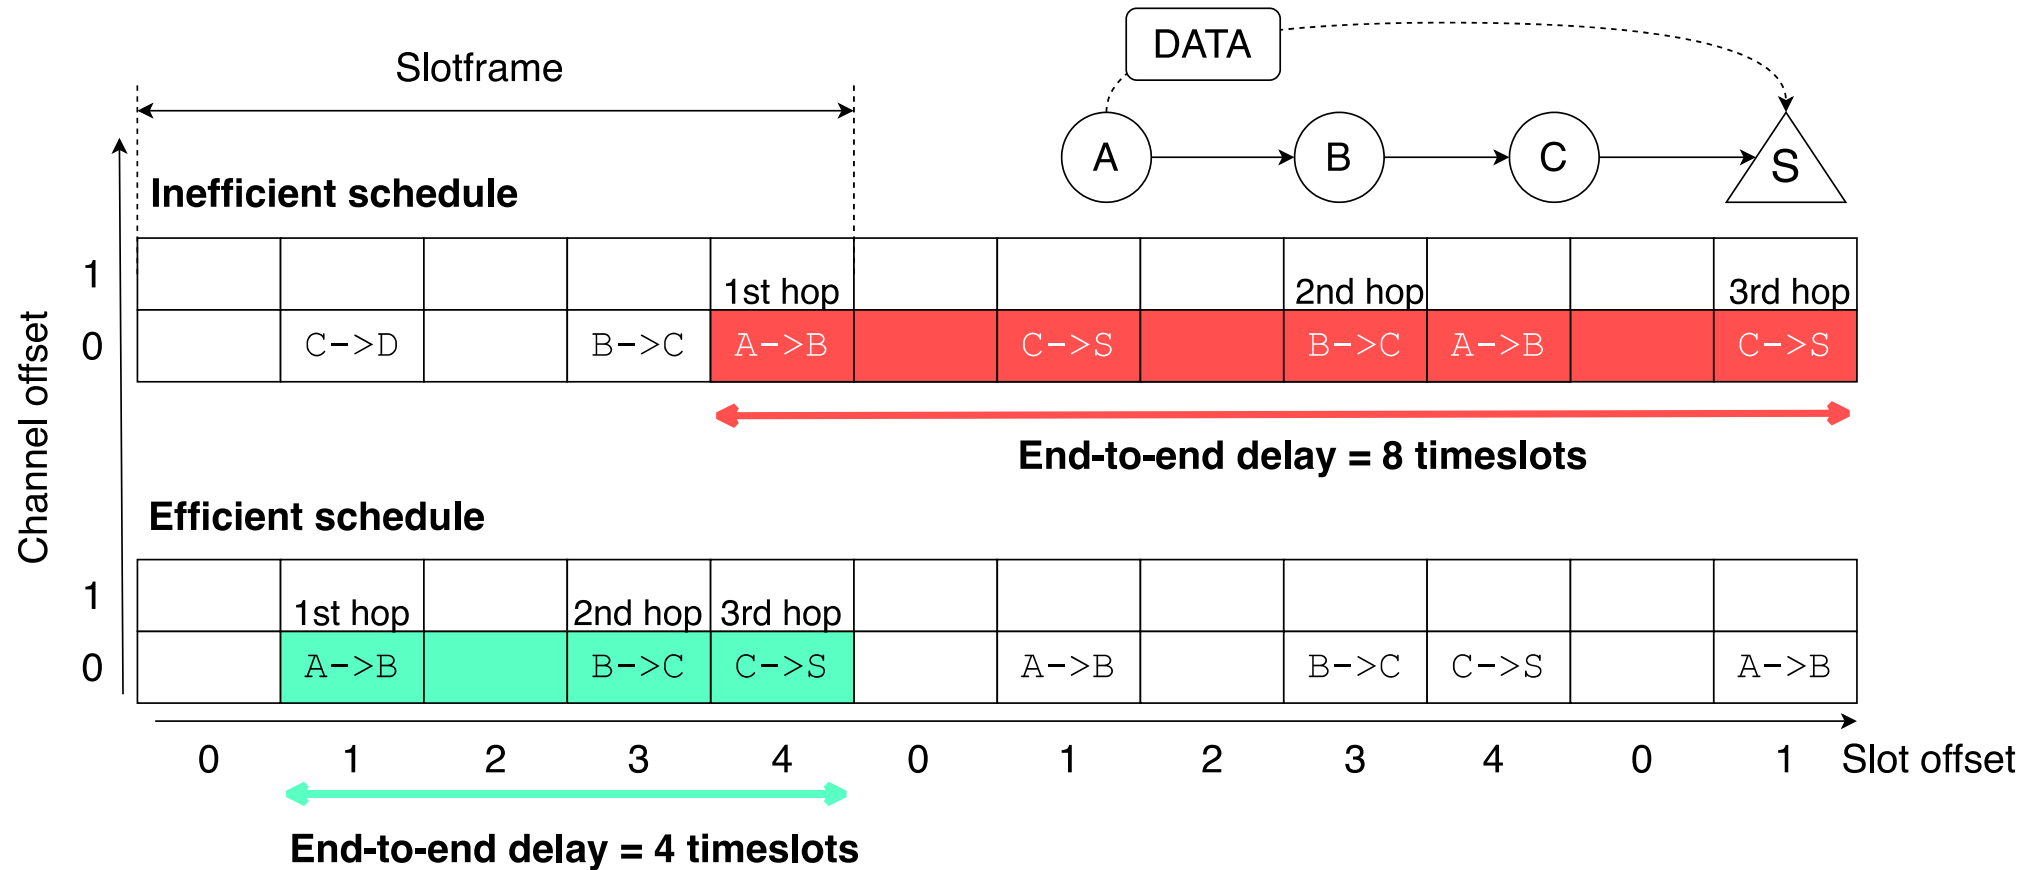 DATA
Slotframe
A B C S
Inefficient schedule
1
1st hop 2nd hop 3rd hop
0 C->D B->C A->B C->S B->C A->B C->S
End-to-end delay = 8 timeslots
Channel offset
Efficient schedule
1
1st hop 2nd hop 3rd hop
0 A->B B->C C->S A->B B->C C->S A->B
0 1 2 3 4 0 1 2 3 4 0 1 Slot offset
End-to-end delay = 4 timeslots